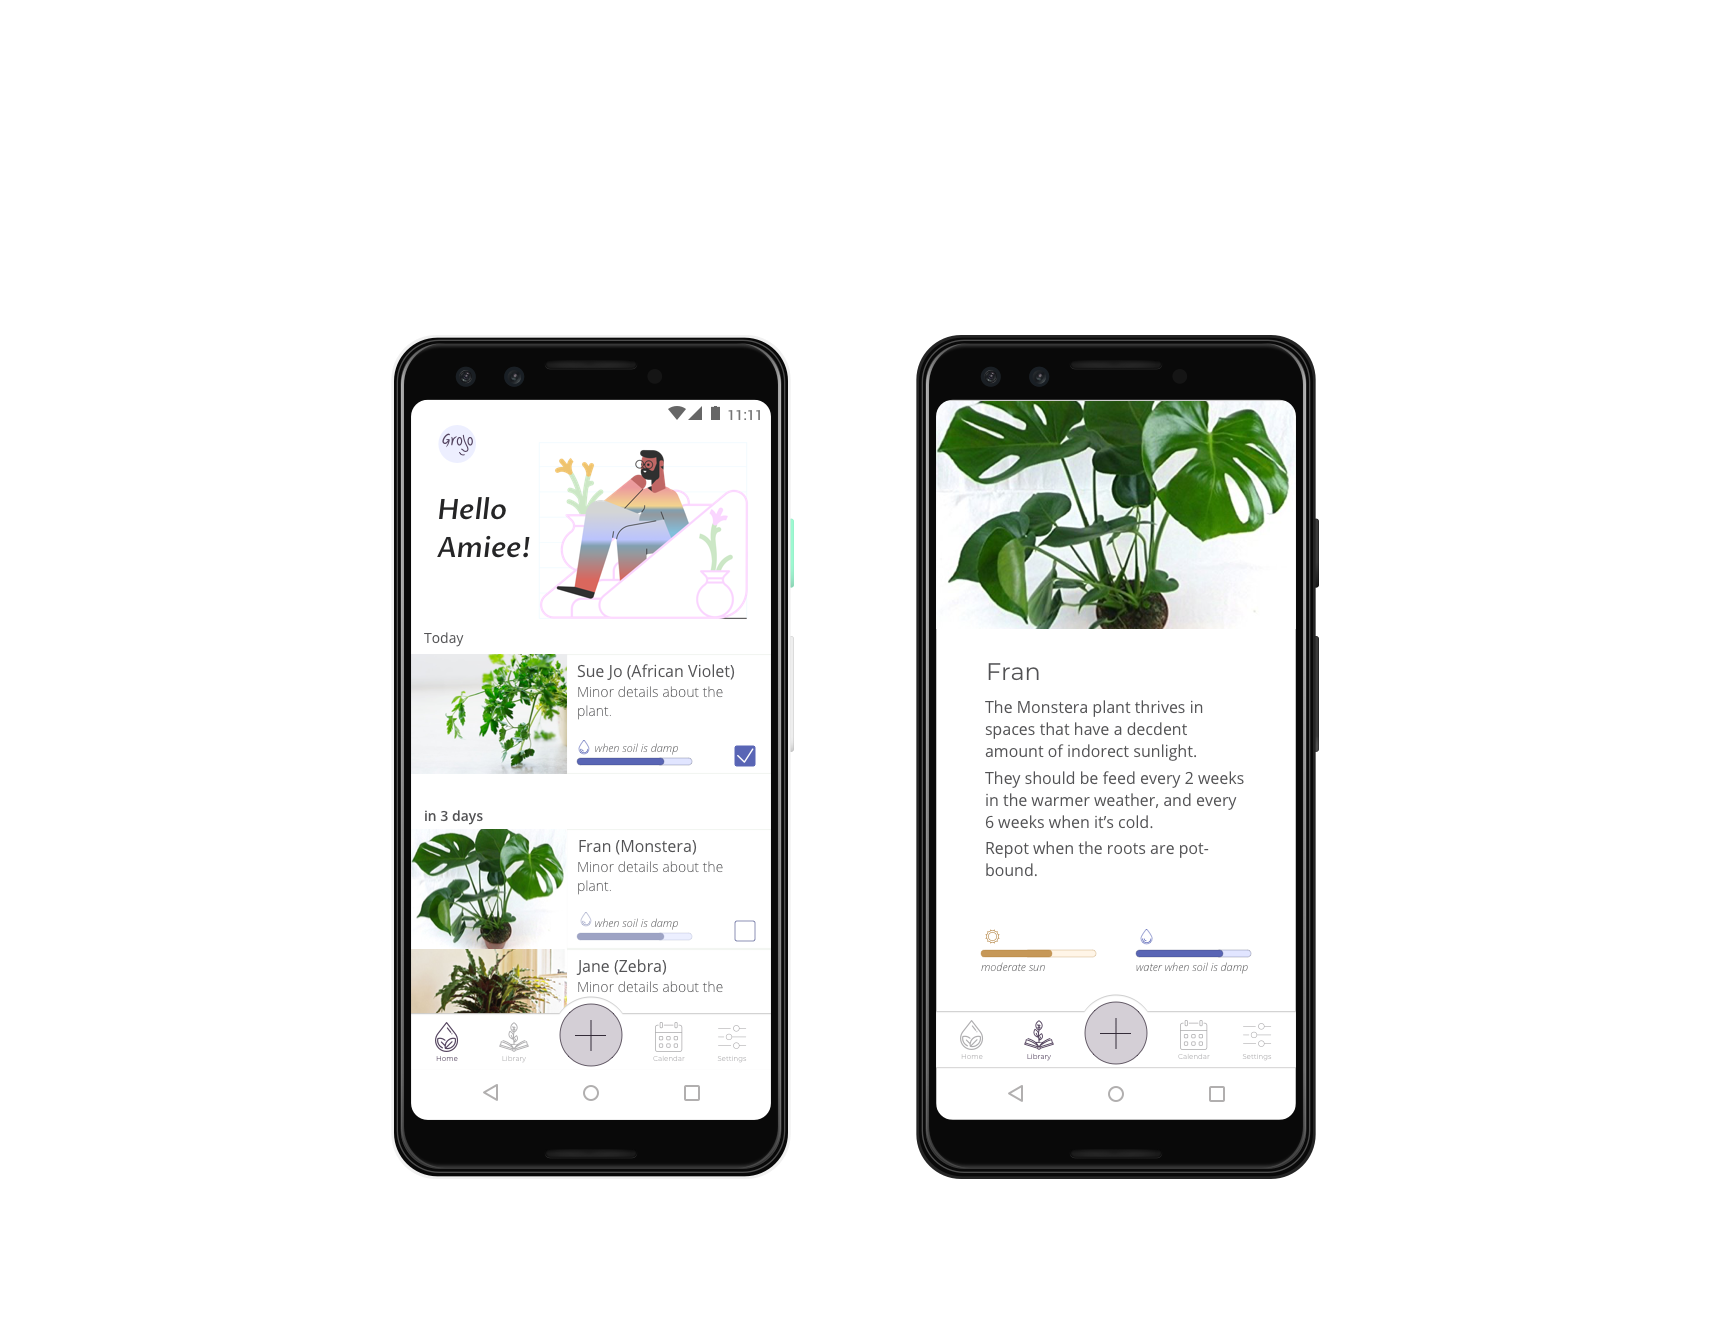 11:11
GroJo
Hello
Amiee!
Today
Sue Jo (African Violet)
Minor details about the
plant.
when soil is damp
in 3 days
Fran (Monstera)
Minor details about the
plant.
when soil is damp
Jane (Zebra)
Minor details about the
Home
Library
Calendar
Settings
Fran
The Monstera plant thrives in
spaces that have a decdent
amount of indorect sunlight.
They should be feed every 2 weeks
in the warmer weather, and every
6 weeks when it's cold.
Repot when the roots are pot-
bound.
moderate sun
water when soil is damp
Home
Library
Calendar
Settings